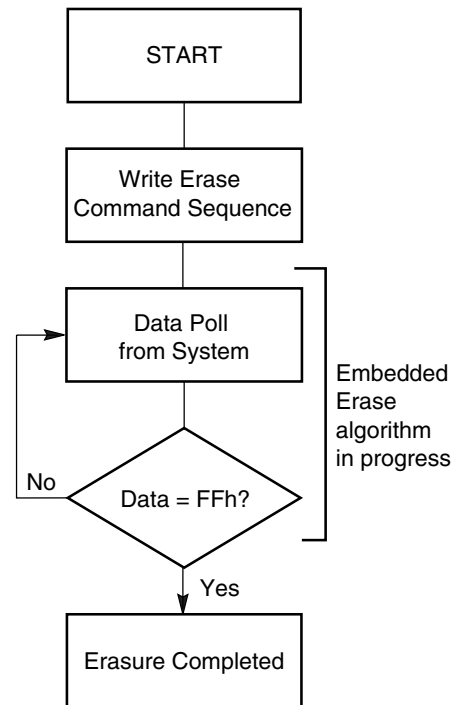 START
Write Erase
Command Sequence
Data Poll
from System
Embedded
Erase
algorithm
in progress
No
Data = FFh?
Yes
Erasure Completed